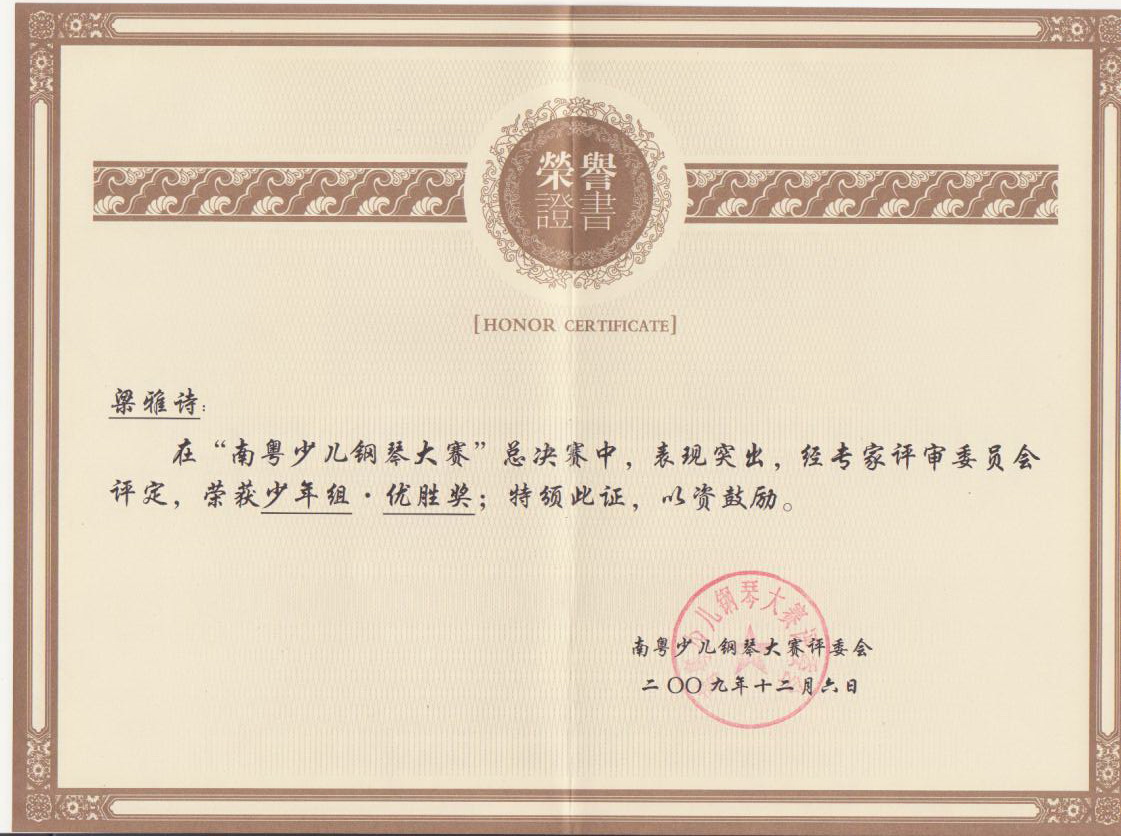 榮譽
證書
[HONOR CERTIFICATE]
梁雅诗:
在“南粤少儿钢琴大赛”总决赛中,表现突出,经专家评审委员会
评定,荣获少年组·优胜奖;特颁此证,以资鼓励。
南粤少儿钢琴大赛评委会
二〇〇九年十二月六日
少儿钢琴大赛